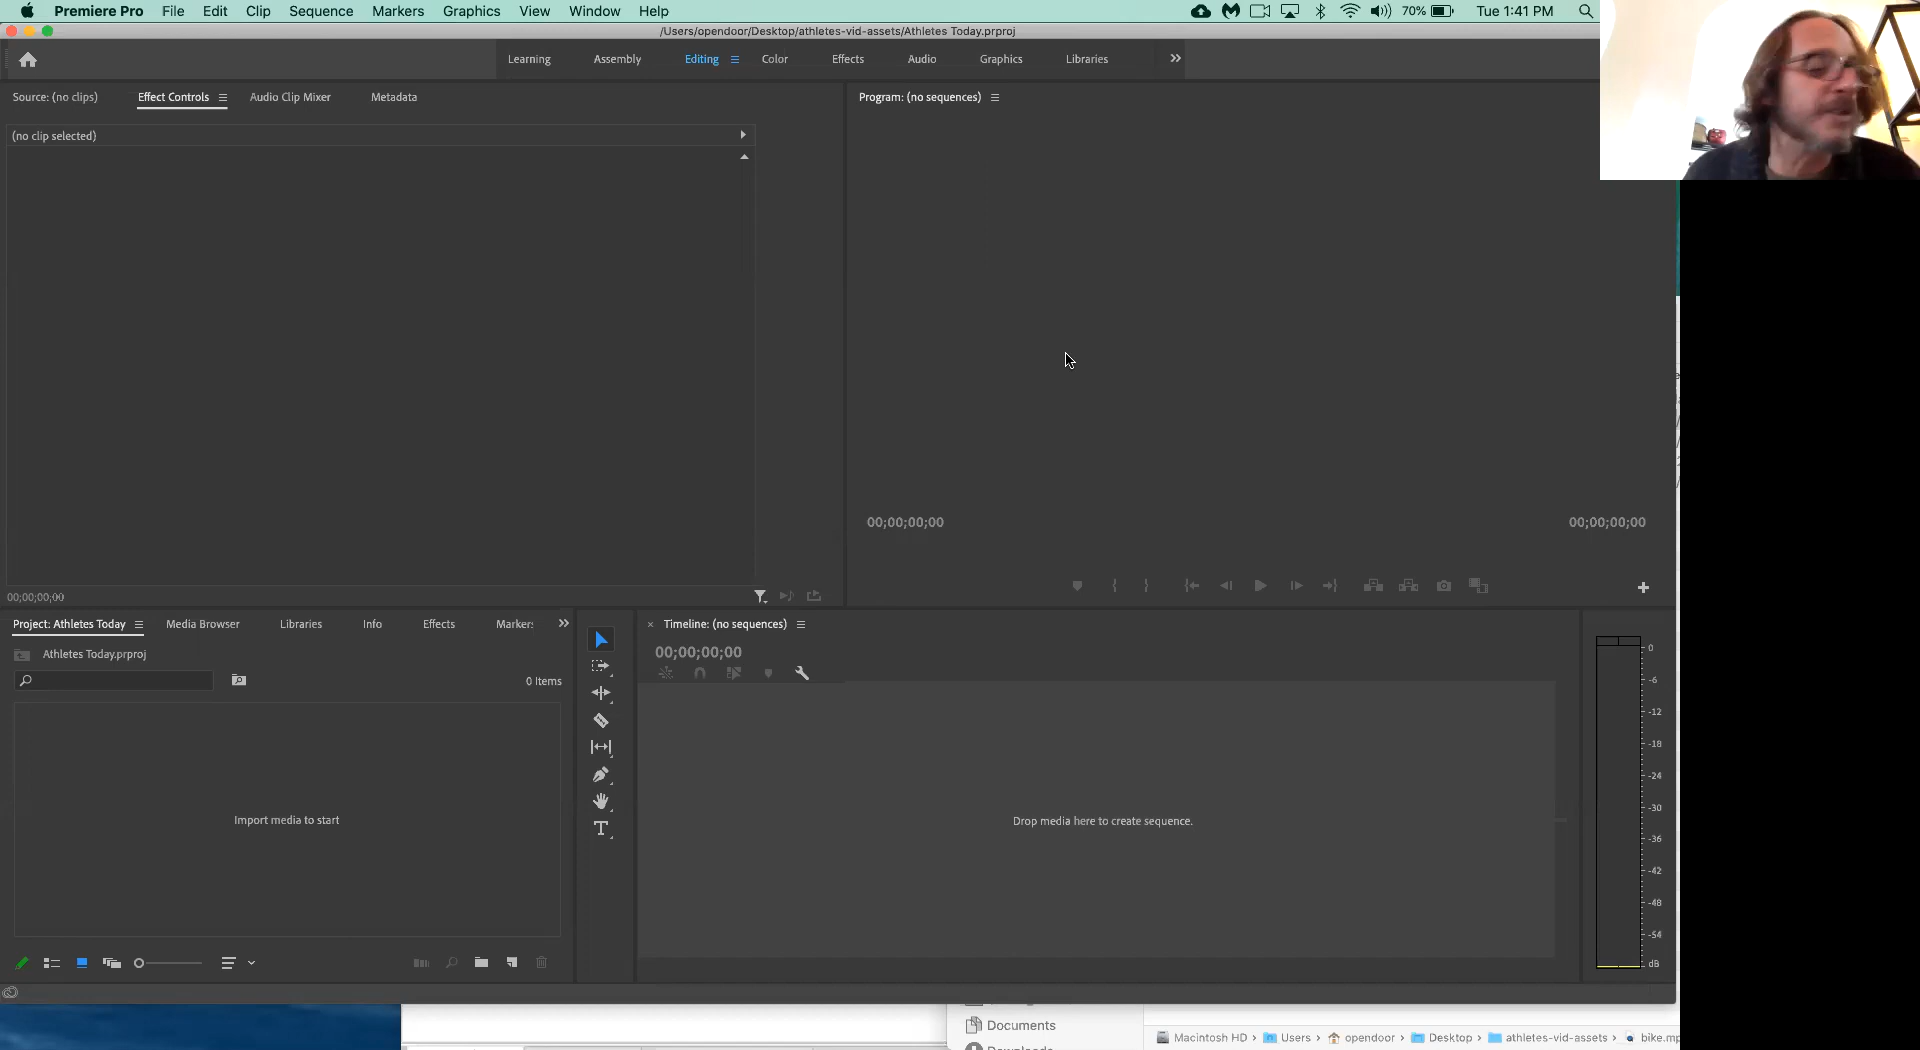 Premiere Pro File Edit Clip Sequence Markers Graphics View Window Help 70% Tue 1:41 PM
/Users/opendoor/Desktop/athletes-vid-assets/Athletes Today.prproj
Learning Assembly Editing Color Effects Audio Graphics Libraries
Source: (no clips) Effect Controls Audio Clip Mixer Metadata
Program: (no sequences)
(no clip selected)
00;00;00;00 00;00;00;00
00;00;00;00
Project: Athletes Today Media Browser Libraries Info Effects Marker
Timeline: (no sequences)
Athletes Today.prproj
00;00;00;00
0 Items
Import media to start
Drop media here to create sequence.
0
-6
-12
-18
-24
-30
-36
-42
-48
-54
dB
Documents
Macintosh HD › Users › opendoor › Desktop › athletes-vid-assets › bike.mp